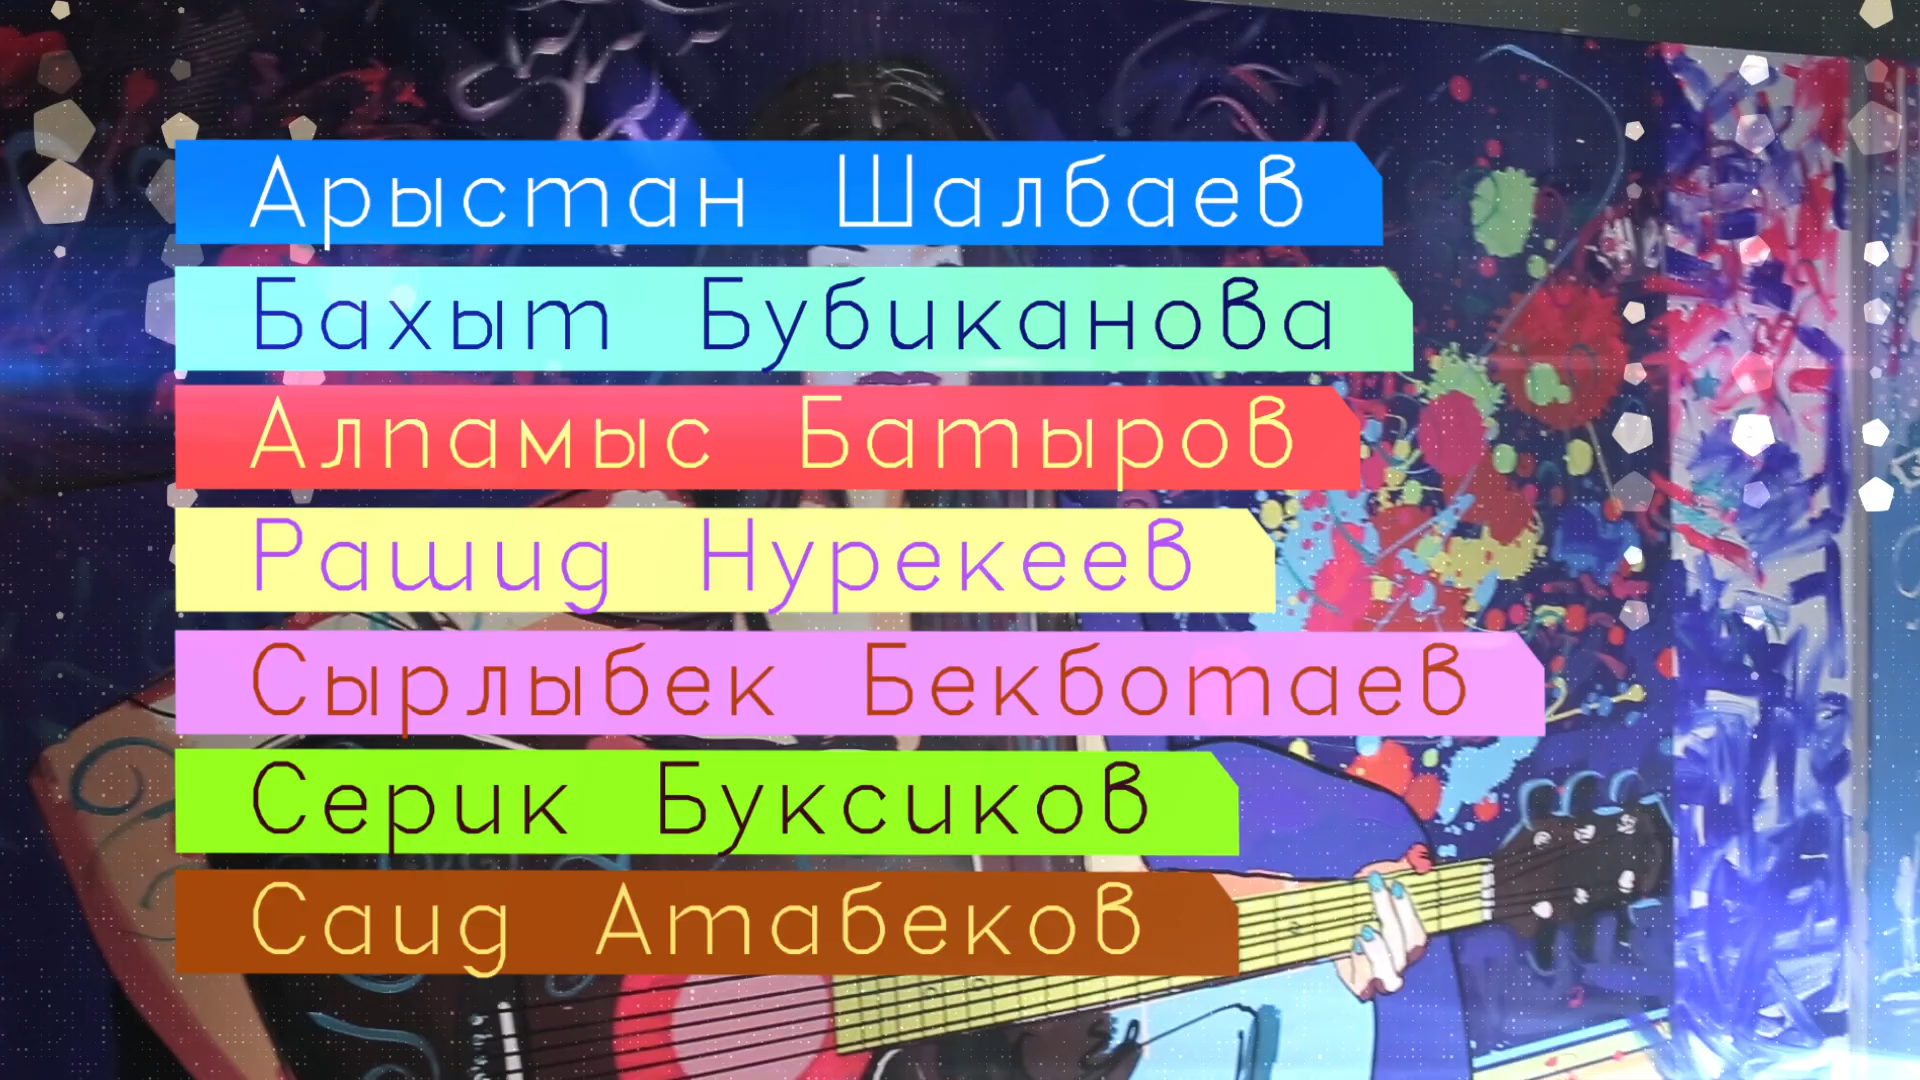 Арыстан Шалбаев
Бахыт Бубиканова
Алпамыс Батыров
Рашид Нурекеев
Сырлыбек Бекботаев
Серик Буксиков
Саид Атабеков